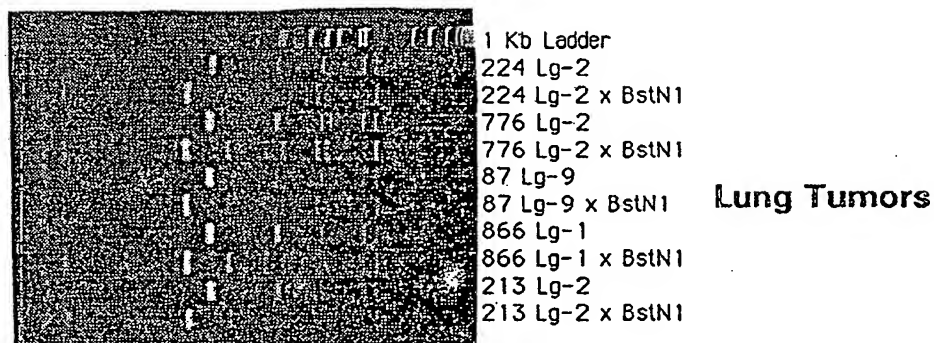 1 Kb Ladder
224 Lg-2
224 Lg-2 x BstN1
776 Lg-2
776 Lg-2 x BstN1
87 Lg-9
87 Lg-9 x BstN1
Lung Tumors
866 Lg-1
866 Lg-1 x BstN1
213 Lg-2
213 Lg-2 x BstN1